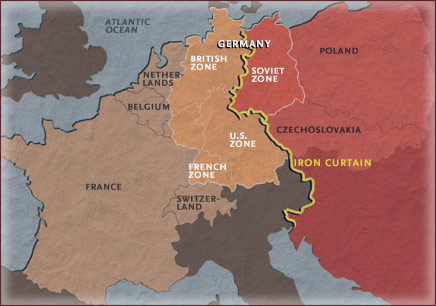 ATLANTIC
OCEAN
GERMANY
POLAND
BRITISH
ZONE
SOVIET
ZONE
NETHER-
LANDS
BELGIUM
CZECHOSLOVAKIA
U.S.
ZONE
IRON CURTAIN
FRENCH
ZONE
FRANCE
SWITZER-
LAND